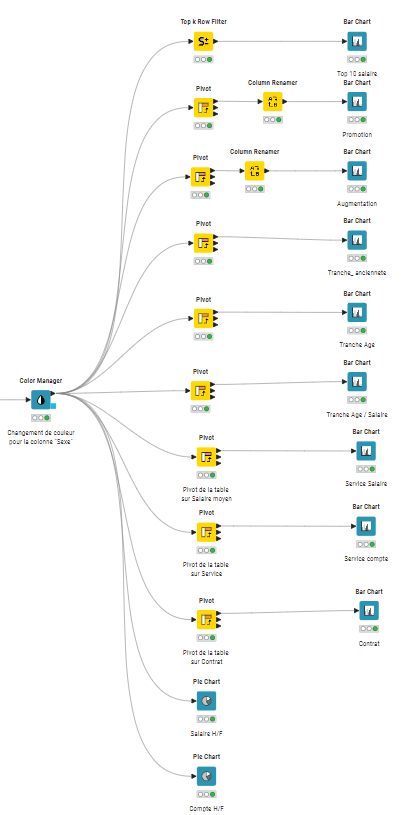 Top k Row Filter
Bar Chart
Top 10 salaire
Pivot
Column Renamer
Bar Chart
Promotion
Pivot
Column Renamer
Bar Chart
Augmentation
Pivot
Bar Chart
Tranche_ anciennete
Pivot
Bar Chart
Tranche Age
Color Manager
Changement de couleur
pour la colonne "Sexe"
Pivot
Bar Chart
Tranche Age / Salaire
Pivot
Pivot de la table
sur Salaire moyen
Bar Chart
Service Salaire
Pivot
Pivot de la table
sur Service
Bar Chart
Service compte
Pivot
Pivot de la table
sur Contrat
Bar Chart
Contrat
Pie Chart
Salaire H/F
Pie Chart
Compte H/F